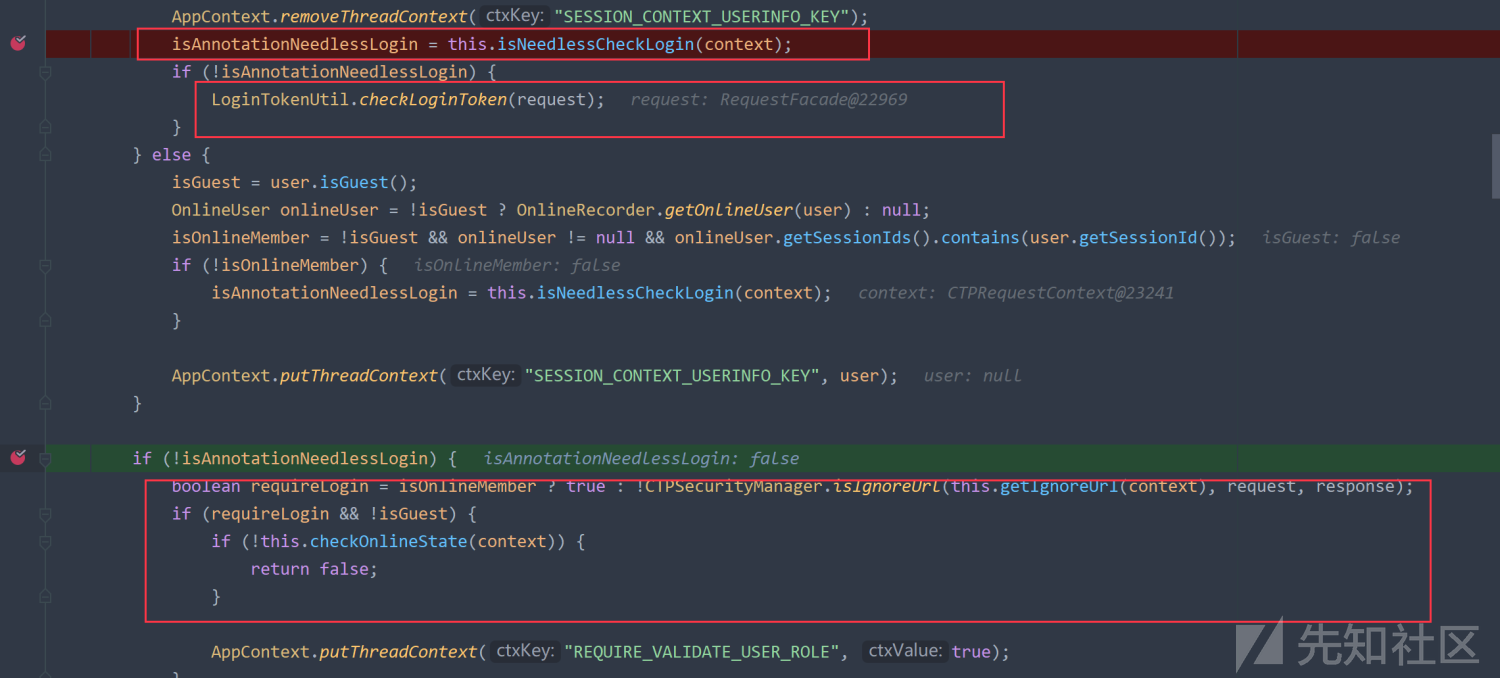 AppContext.removeThreadContext( ctxKey: "SESSION_CONTEXT_USERINFO_KEY");
isAnnotationNeedlessLogin = this.isNeedlessCheckLogin(context);
if (!isAnnotationNeedlessLogin) {
LoginTokenUtil.checkLoginToken(request); request: RequestFacade@22969
}
} else {
isGuest = user.isGuest();
OnlineUser onlineUser = !isGuest ? OnlineRecorder.getOnlineUser(user) : null;
isOnlineMember = !isGuest && onlineUser != null && onlineUser.getSessionIds().contains(user.getSessionId()); isGuest: false
if (!isOnlineMember) { isOnlineMember: false
isAnnotationNeedlessLogin = this.isNeedlessCheckLogin(context); context: CTPRequestContext@23241
}
AppContext.putThreadContext( ctxKey: "SESSION_CONTEXT_USERINFO_KEY", user); user: null
}
if (!isAnnotationNeedlessLogin) { isAnnotationNeedlessLogin: false
boolean requireLogin = isOnlineMember ? true : !CTPSecurityManager.isIgnoreUrl(this.getIgnoreUrl(context), request, response);
if (requireLogin && !isGuest) {
if (!this.checkOnlineState(context)) {
return false;
}
AppContext.putThreadContext( ctxKey: "REQUIRE_VALIDATE_USER_ROLE", ctxValue: true);
先知社区